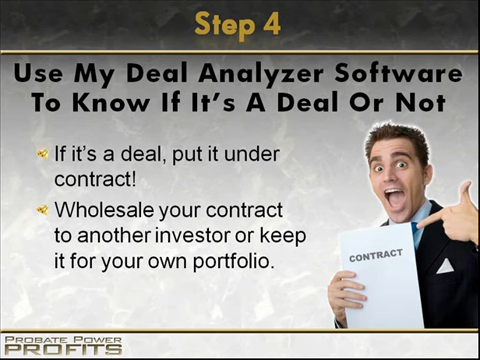 Step 4
Use My Deal Analyzer Software
To Know If It's A Deal Or Not
If it's a deal, put it under
contract!
Wholesale your contract
to another investor or keep
it for your own portfolio.
CONTRACT
PROBATE POWER
PROFITS